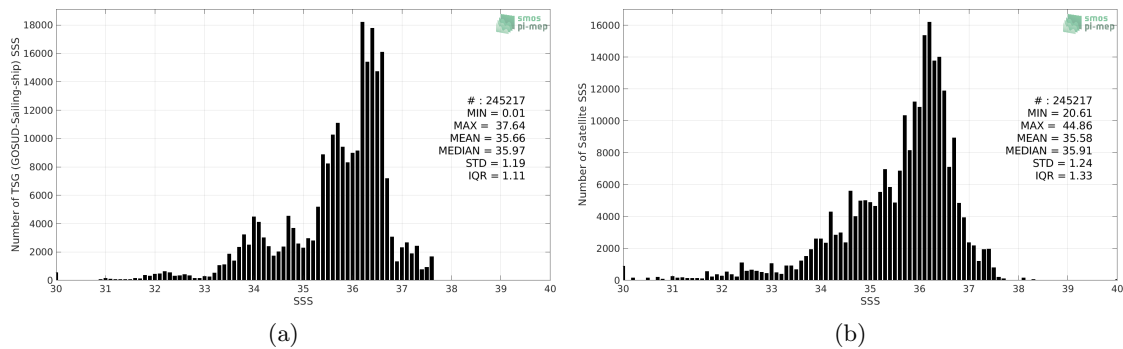 smos
pi-mep
Number of TSG (GOSUD-Sailing-ship) SSS
18000
16000
14000
12000
10000
8000
6000
4000
2000
0
# : 245217
MIN = 0.01
MAX = 37.64
MEAN = 35.66
MEDIAN = 35.97
STD = 1.19
IQR = 1.11
30 31 32 33 34 35 36 37 38 39 40
SSS
(a)
smos
pi-mep
Number of Satellite SSS
16000
14000
12000
10000
8000
6000
4000
2000
0
# : 245217
MIN = 20.61
MAX = 44.86
MEAN = 35.58
MEDIAN = 35.91
STD = 1.24
IQR = 1.33
30 31 32 33 34 35 36 37 38 39 40
SSS
(b)